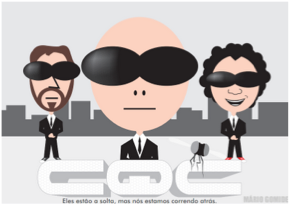 CQC
Eles estão a solta, mas nós estamos correndo atrás.